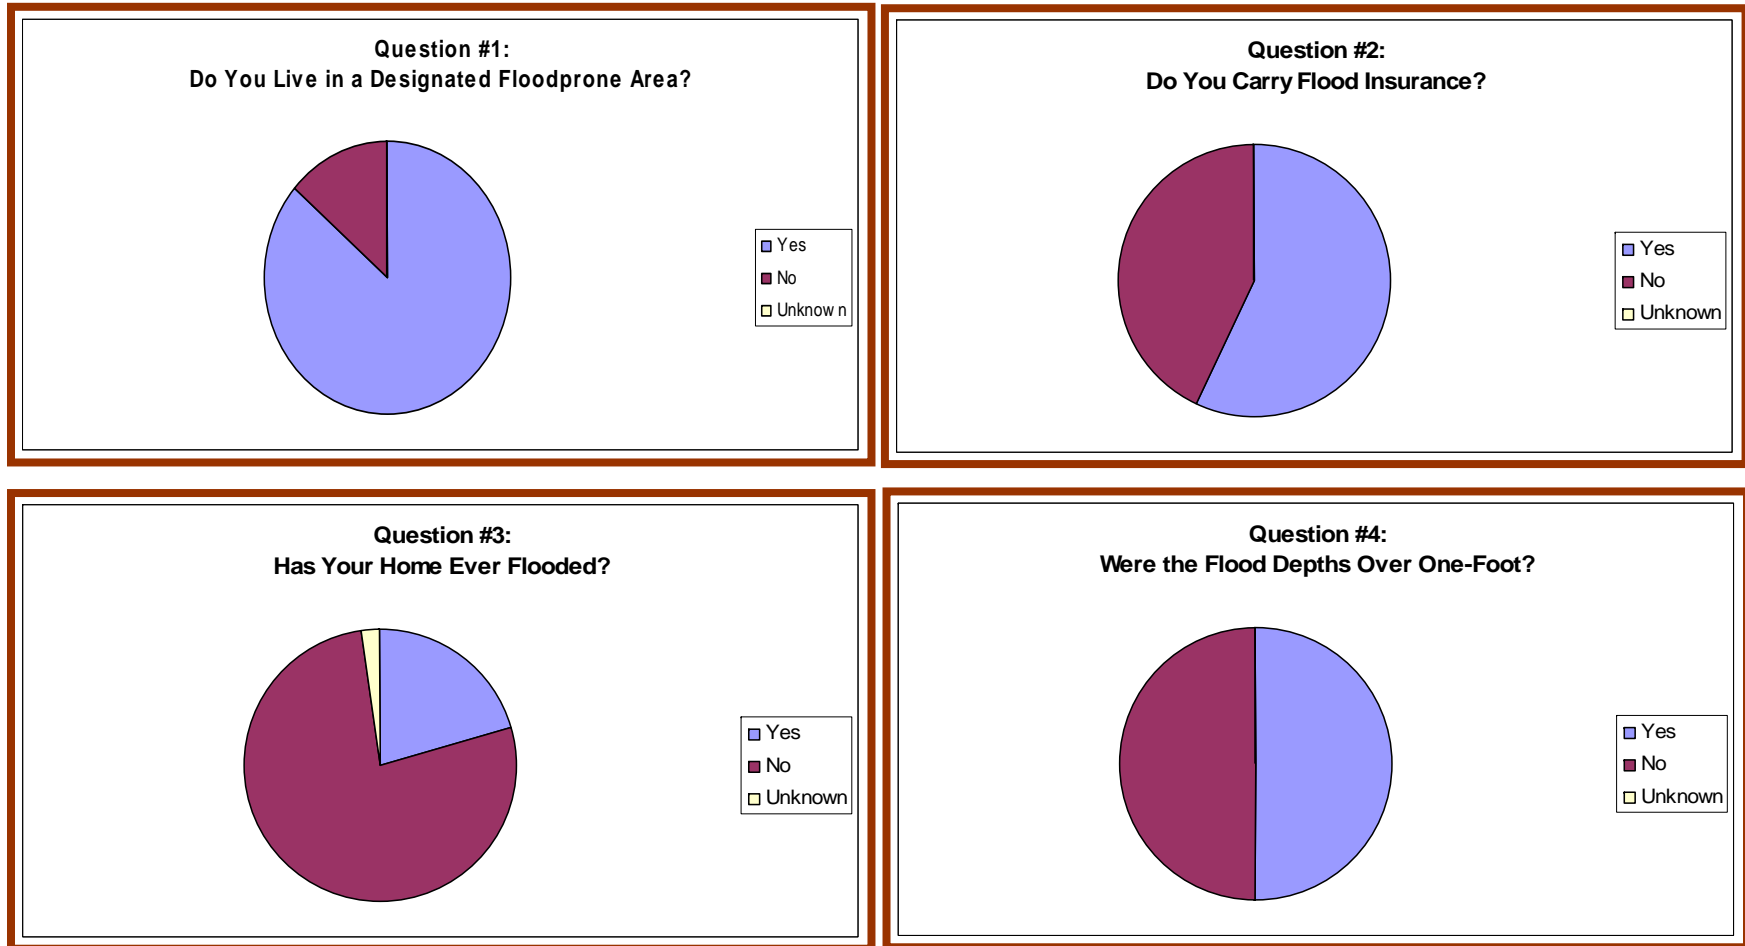 Question #1:
Do You Live in a Designated Floodprone Area?
Yes
No
Unknown
Question #2:
Do You Carry Flood Insurance?
Yes
No
Unknown
Question #3:
Has Your Home Ever Flooded?
Yes
No
Unknown
Question #4:
Were the Flood Depths Over One-Foot?
Yes
No
Unknown